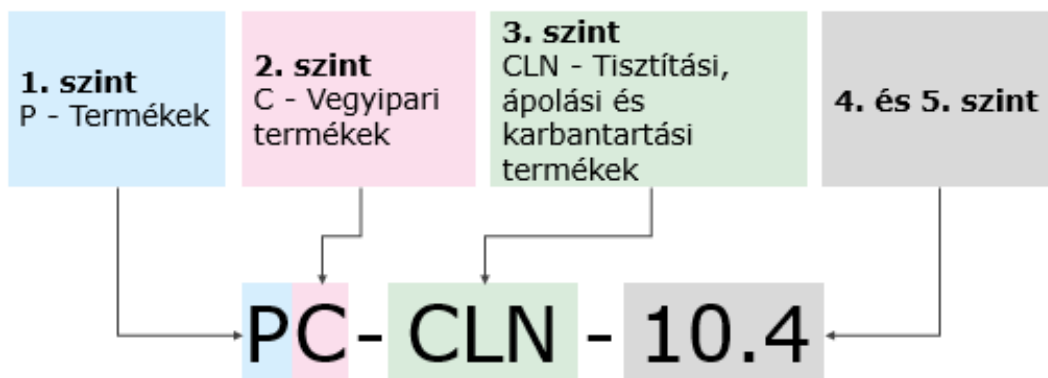 1. szint
P - Termékek
2. szint
C - Vegyipari
termékek
3. szint
CLN - Tisztítási,
ápolási és
karbantartási
termékek
4. és 5. szint
PC - CLN - 10.4